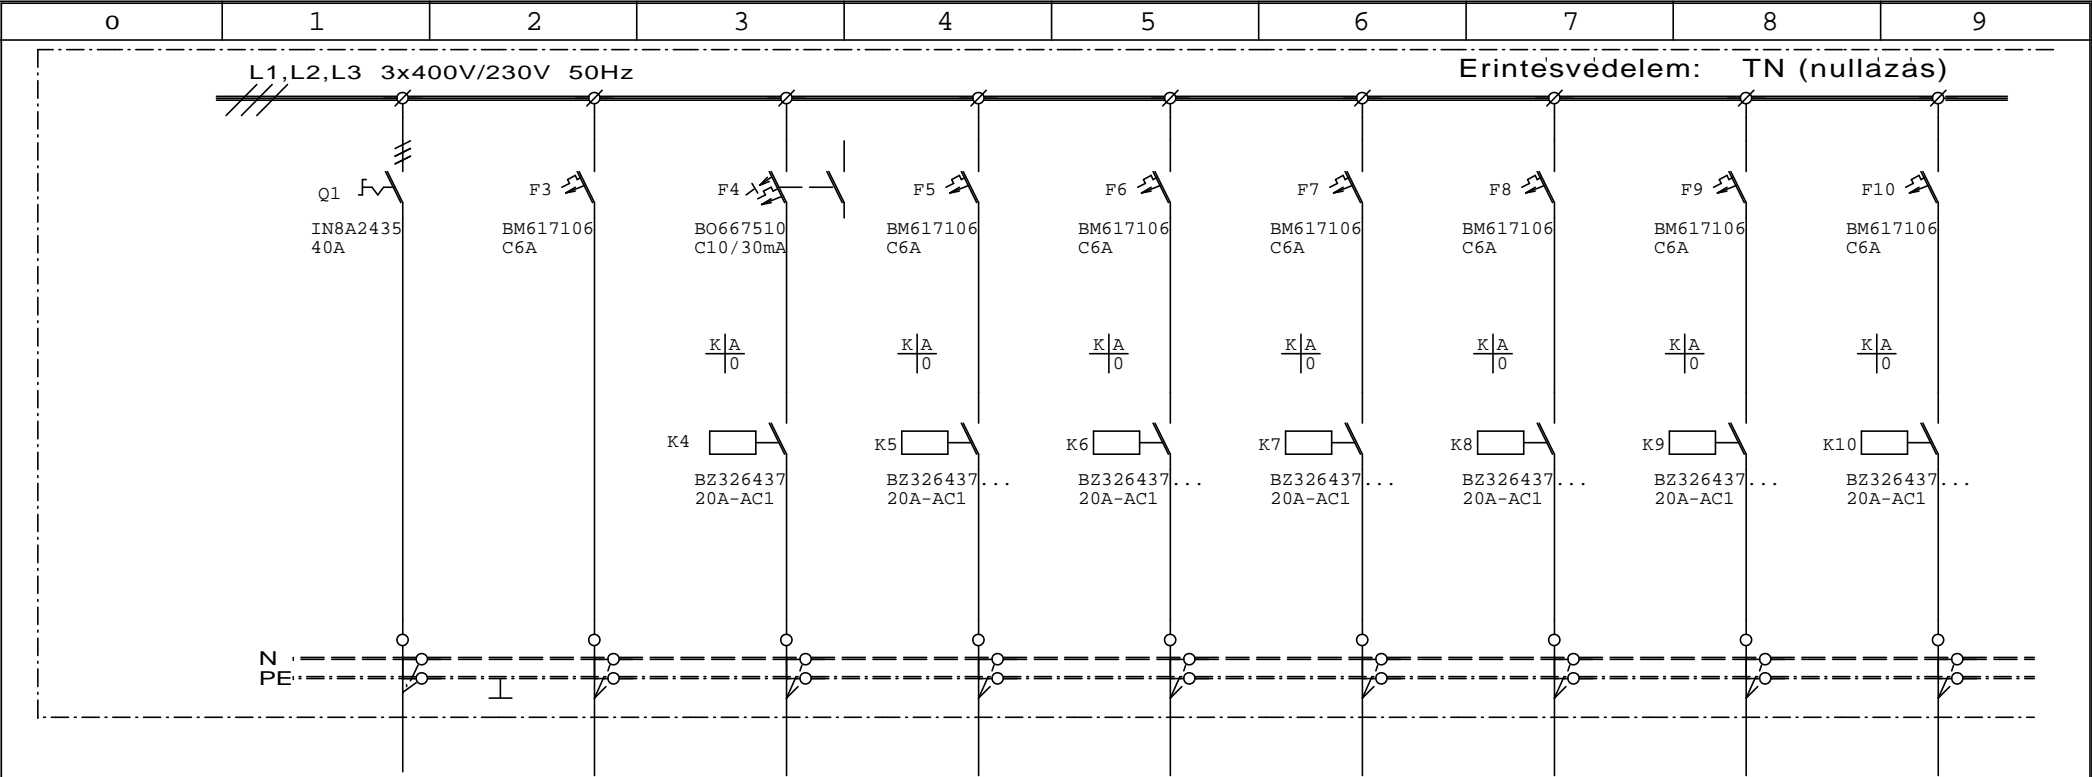 o 1 2 3 4 5 6 7 8 9
L1,L2,L3 3x400V/230V 50Hz
Érintésvédelem: TN (nullázás)
Q1 F3 F4 F5 F6 F7 F8 F9 F10
IN8A2435 BM617106 BO667510 BM617106 BM617106 BM617106 BM617106 BM617106 BM617106
40A C6A C10/30mA C6A C6A C6A C6A C6A C6A
K A K A K A K A K A K A K A
0 0 0 0 0 0 0
K4 K5 K6 K7 K8 K9 K10
BZ326437 BZ326437... BZ326437... BZ326437... BZ326437... BZ326437... BZ326437...
20A-AC1 20A-AC1 20A-AC1 20A-AC1 20A-AC1 20A-AC1 20A-AC1
N
PE